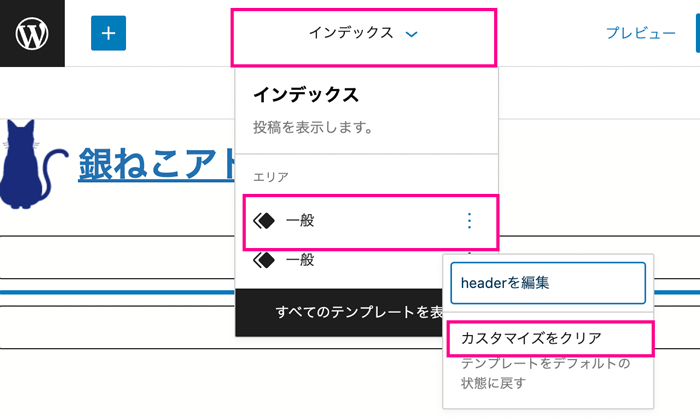 インデックス
プレビュー
インデックス
投稿を表示します。
銀ねこアト
エリア
一般
一般
headerを編集
すべてのテンプレートを表
カスタマイズをクリア
テンプレートをデフォルトの
状態に戻す